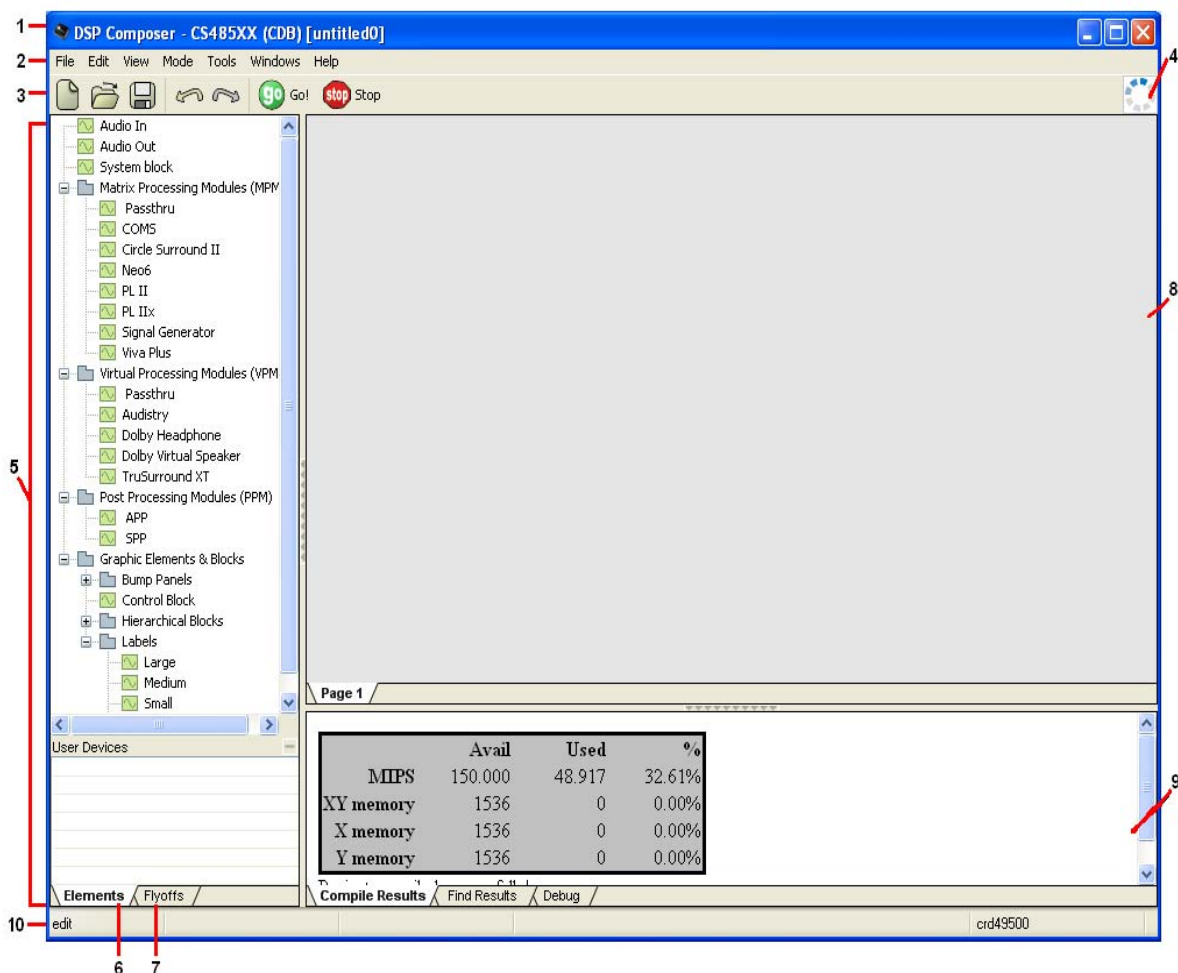 1
DSP Composer - CS485XX (CDB) [untitled0]
2
File Edit View Mode Tools Windows Help
3
go Go! stop Stop
4
5
Audio In
Audio Out
System block
Matrix Processing Modules (MPM
Passthru
COMS
Circle Surround II
Neo6
PL II
PL IIx
Signal Generator
Viva Plus
Virtual Processing Modules (VPM
Passthru
Audistry
Dolby Headphone
Dolby Virtual Speaker
TruSurround XT
Post Processing Modules (PPM)
APP
SPP
Graphic Elements & Blocks
Bump Panels
Control Block
Hierarchical Blocks
Labels
Large
Medium
Small
User Devices
Elements Flyoffs
8
Page 1
Avail Used %
MIPS 150.000 48.917 32.61%
XY memory 1536 0 0.00%
X memory 1536 0 0.00%
Y memory 1536 0 0.00%
9
Compile Results Find Results Debug
10
edit crd49500
6 7